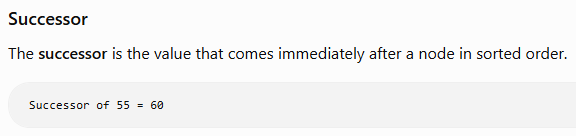 Successor
The successor is the value that comes immediately after a node in sorted order.
Successor of 55 = 60